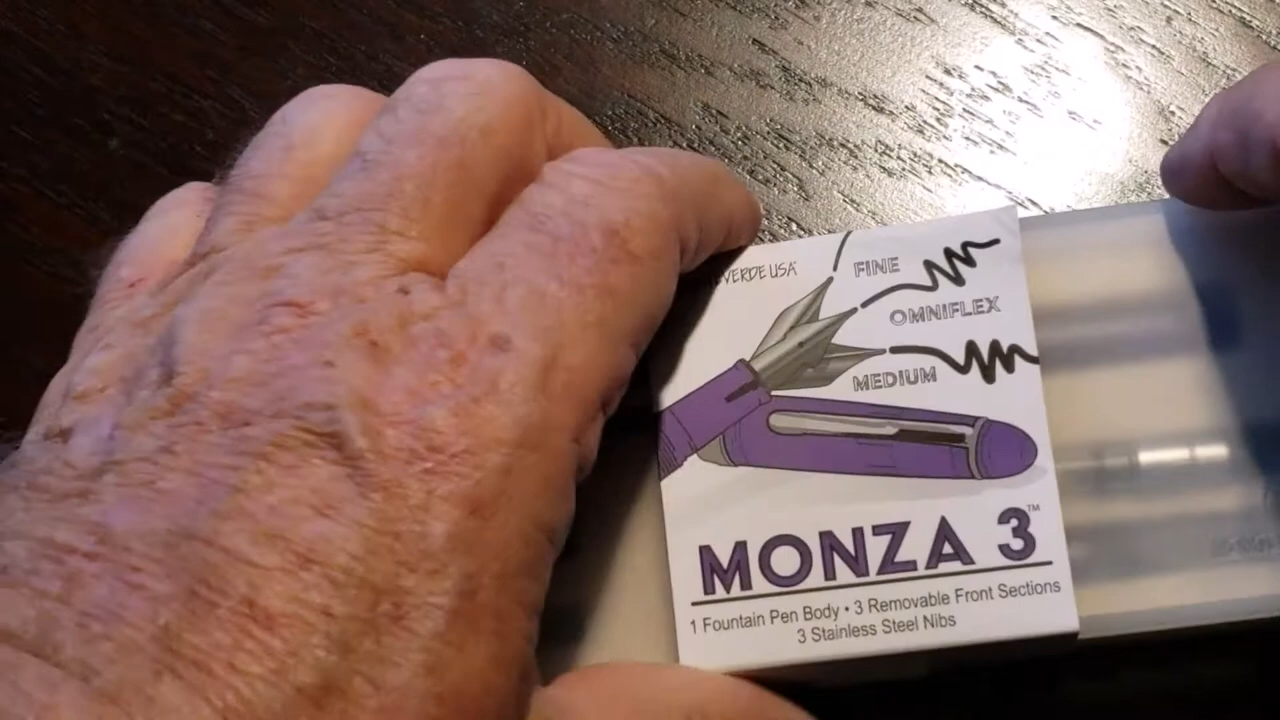 VERDE USA
FINE
OMNIFLEX
MEDIUM
MONZA 3™
1 Fountain Pen Body • 3 Removable Front Sections
3 Stainless Steel Nibs